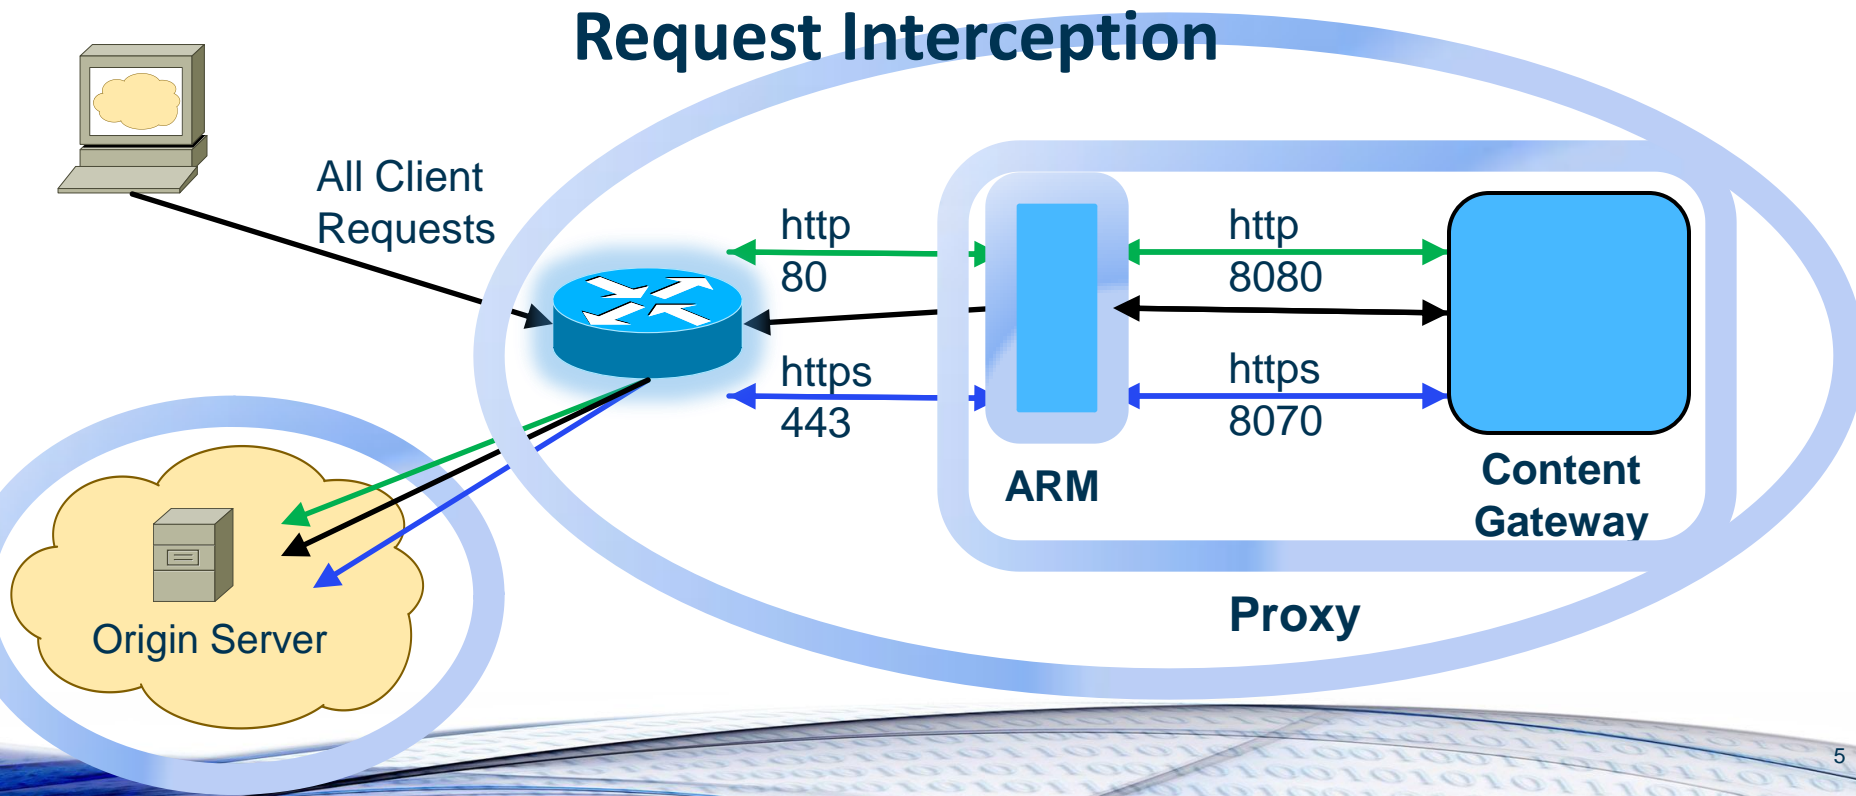 Request Interception
All Client
Requests
http
80
http
8080
https
443
https
8070
ARM
Content
Gateway
Proxy
Origin Server
5